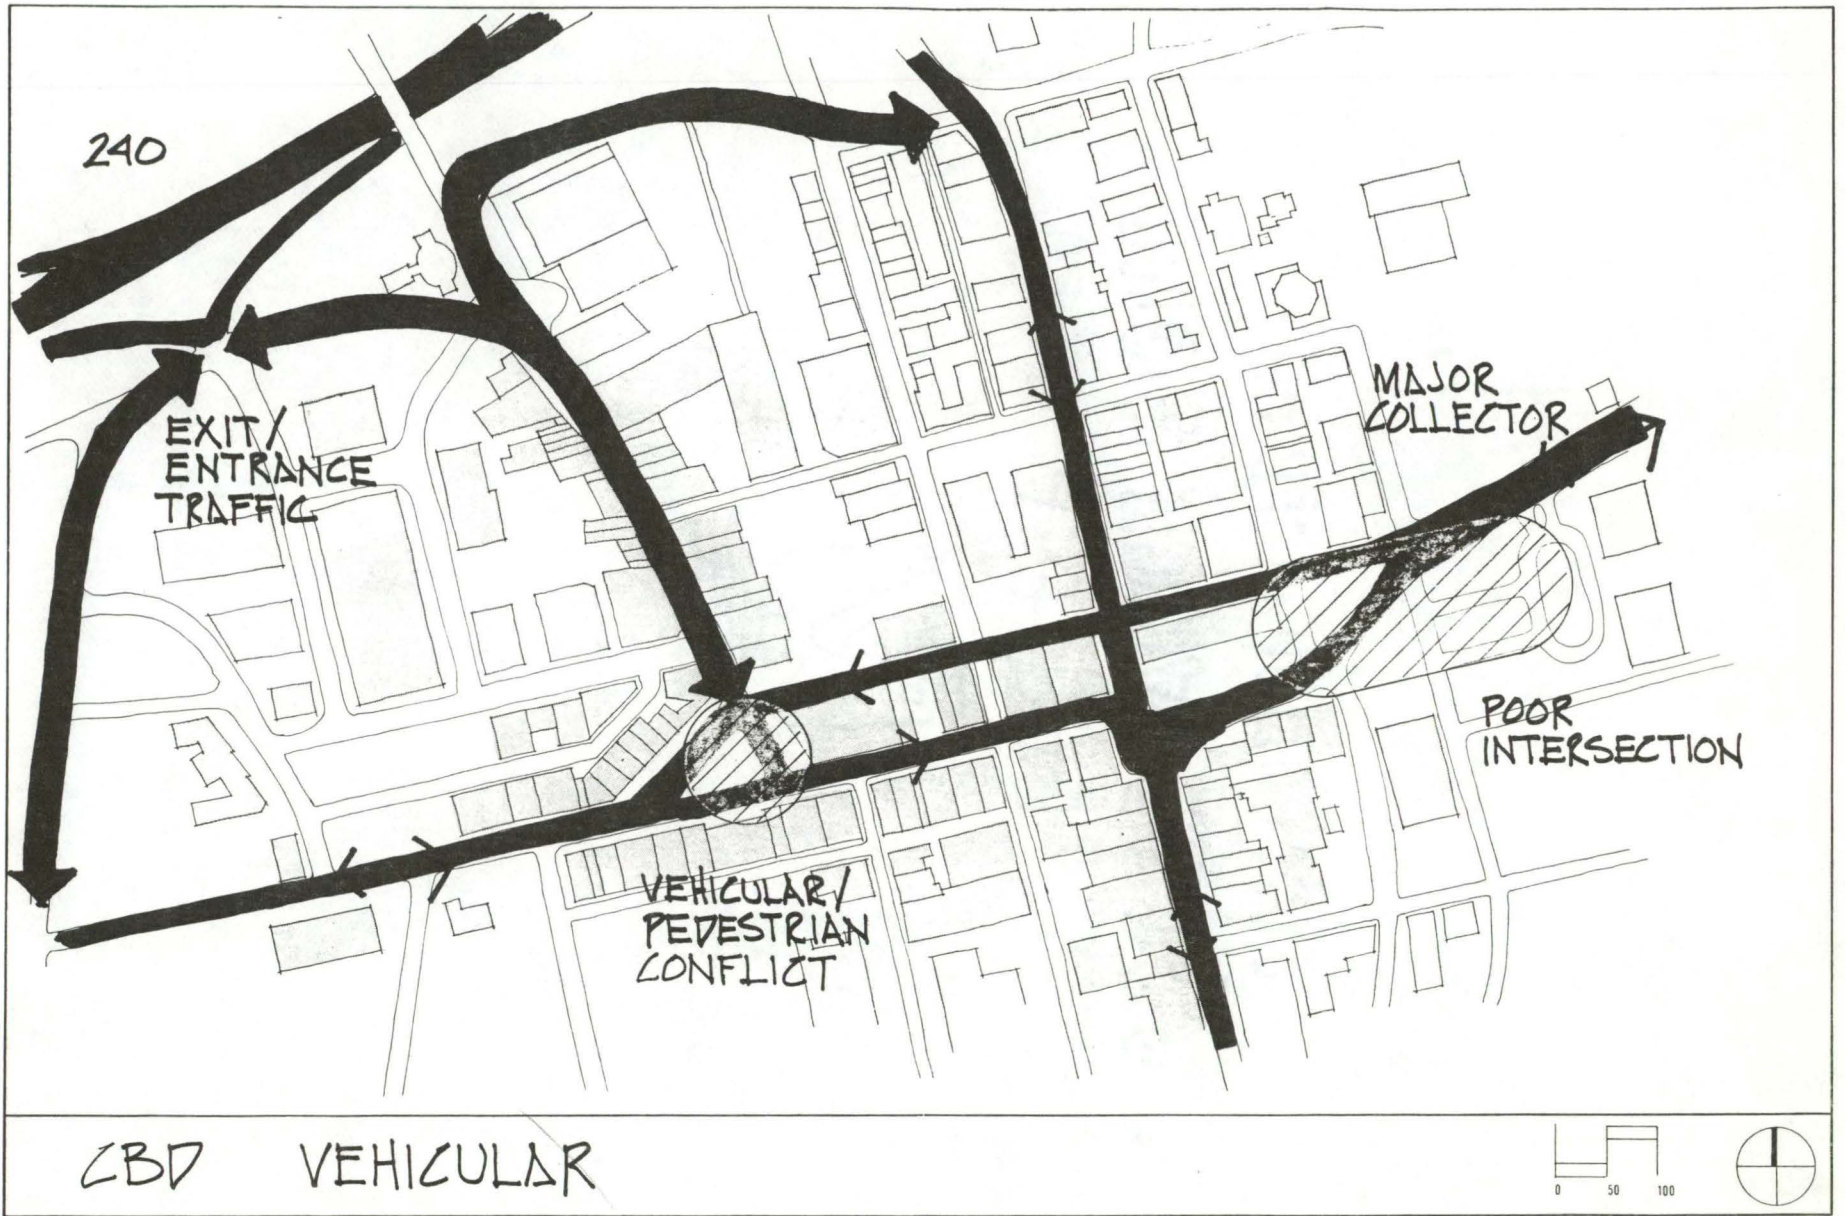 240
EXIT/
ENTRANCE
TRAFFIC
MAJOR
COLLECTOR
POOR
INTERSECTION
VEHICULAR/
PEDESTRIAN
CONFLICT
CBD VEHICULAR
0 50 100